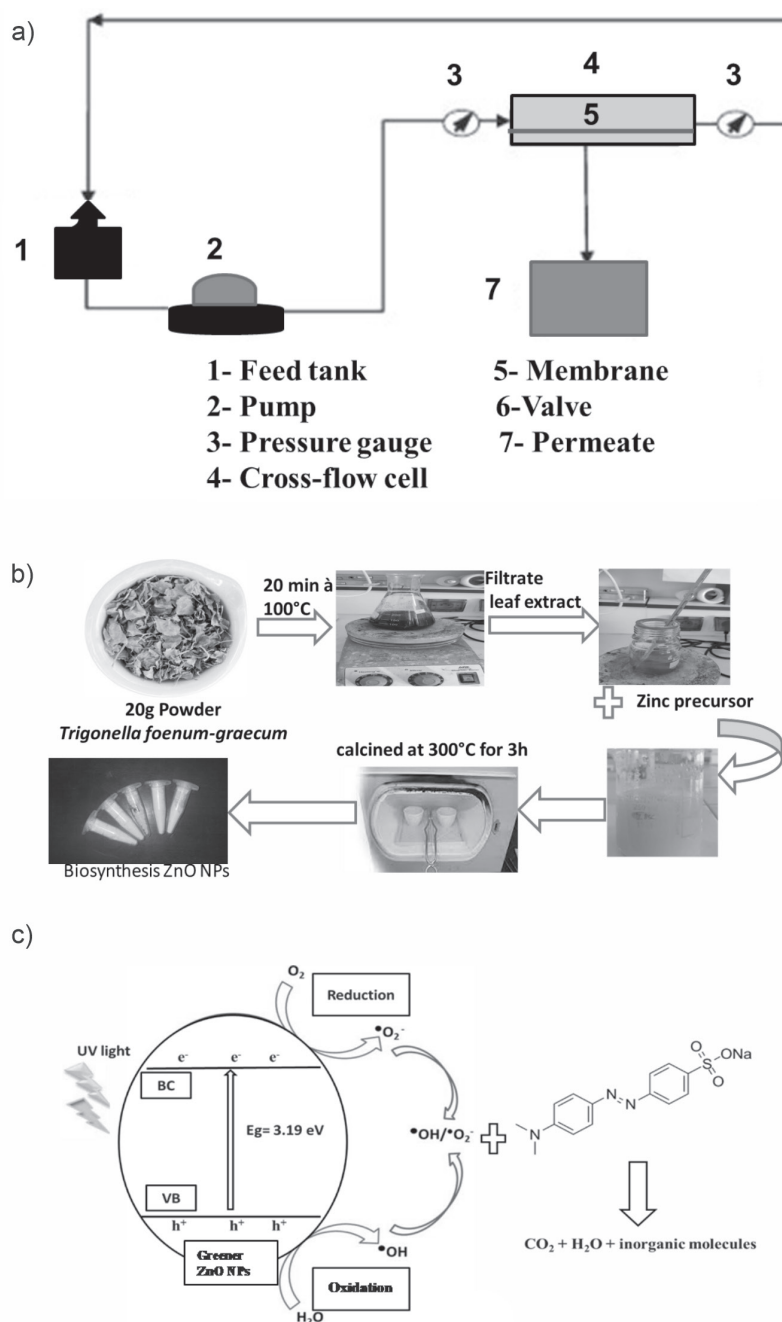 a)
3
4
3
5
1
2
7
1- Feed tank
2- Pump
3- Pressure gauge
4- Cross-flow cell
5- Membrane
6-Valve
7- Permeate
b)
20 min à
100°C
Filtrate
leaf extract
20g Powder
Trigonella foenum-graecum
Zinc precursor
calcined at 300°C for 3h
Biosynthesis ZnO NPs
c)
O₂
Reduction
•O₂⁻
UV light
e⁻ e⁻ e⁻
BC
Eg= 3.19 eV
•OH/•O₂⁻
VB
h⁺ h⁺ h⁺
•OH
Greener
ZnO NPs
Oxidation
H₂O
O
ONa
S
O
N
N
N
CO₂ + H₂O + inorganic molecules